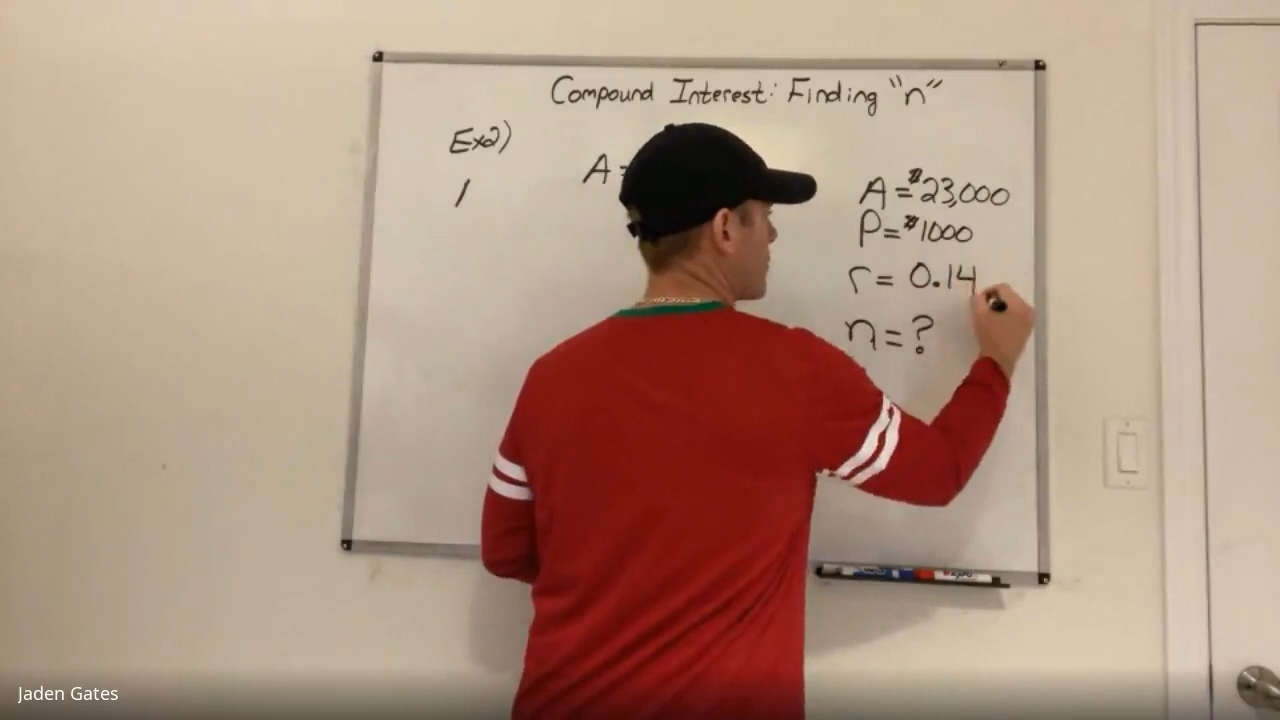 Compound Interest: Finding "n"
Ex2)
A =
A = $23,000
P = $1000
r = 0.14
n = ?
Jaden Gates